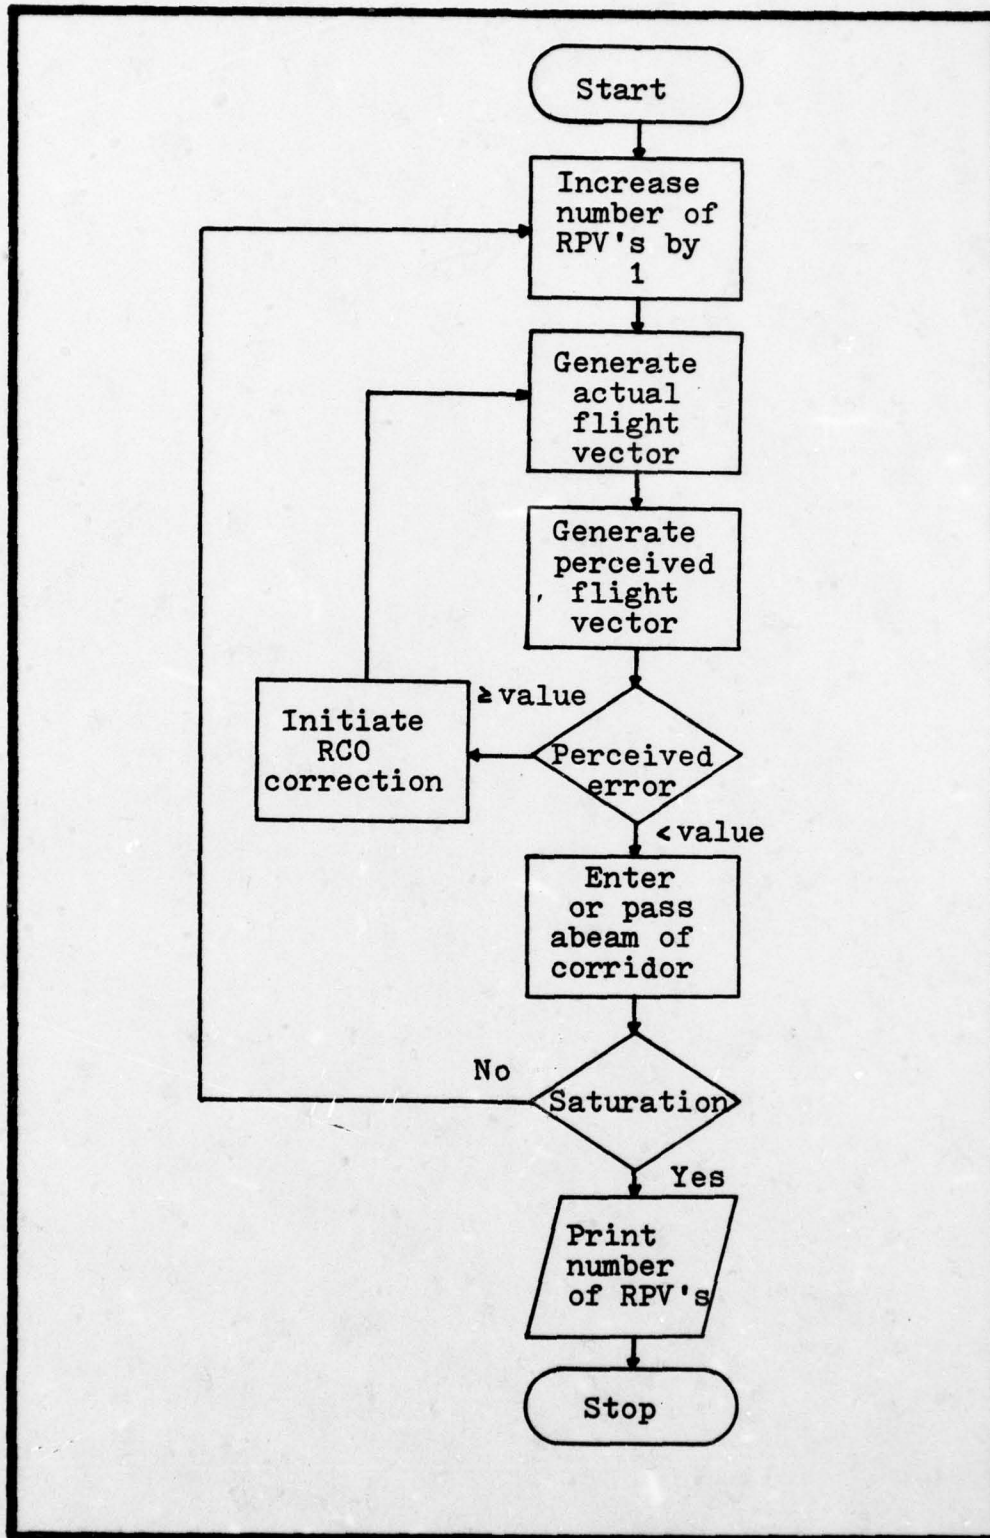 Start
Increase
number of
RPV's by
1
Generate
actual
flight
vector
Generate
perceived
flight
vector
≥value
Initiate
RCO
correction
Perceived
error
<value
Enter
or pass
abeam of
corridor
No
Saturation
Yes
Print
number
of RPV's
Stop